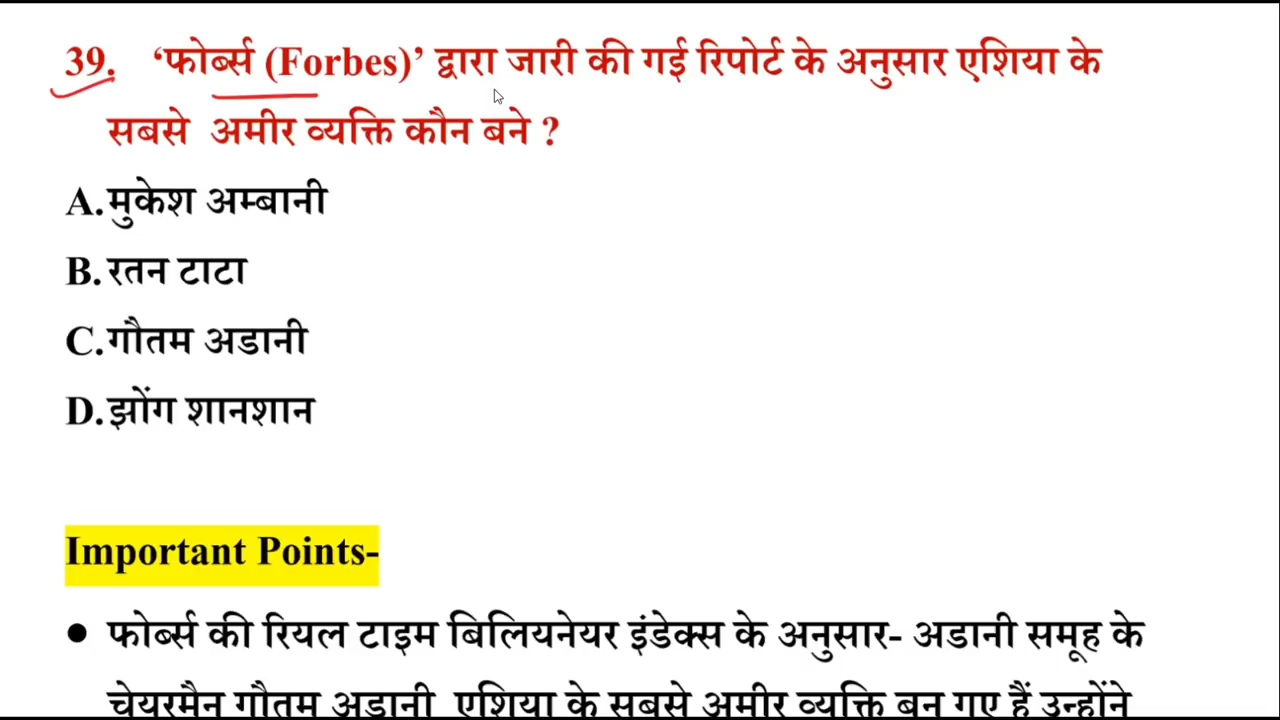 39. ‘फोर्ब्स (Forbes)’ द्वारा जारी की गई रिपोर्ट के अनुसार एशिया के
सबसे अमीर व्यक्ति कौन बने ?
A.मुकेश अम्बानी
B.रतन टाटा
C.गौतम अडानी
D.झोंग शानशान
Important Points-
● फोर्ब्स की रियल टाइम बिलियनेयर इंडेक्स के अनुसार- अडानी समूह के
चेयरमैन गौतम अडानी एशिया के सबसे अमीर व्यक्ति बन गए हैं उन्होंने